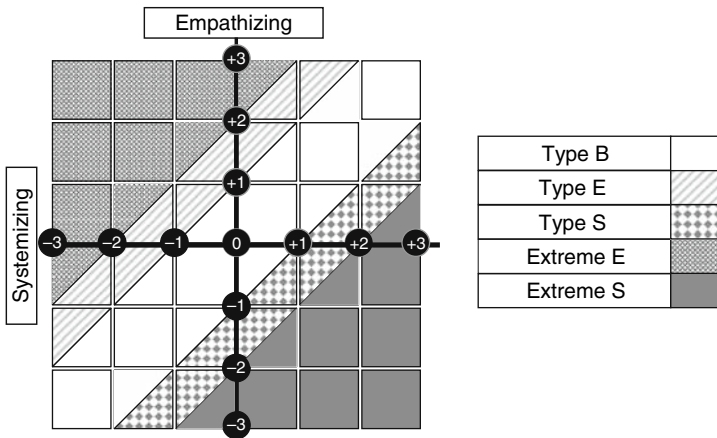 Empathizing
+3
+2
+1
Systemizing
−3
−2
−1
0
+1
+2
+3
−1
−2
−3
Type B
Type E
Type S
Extreme E
Extreme S